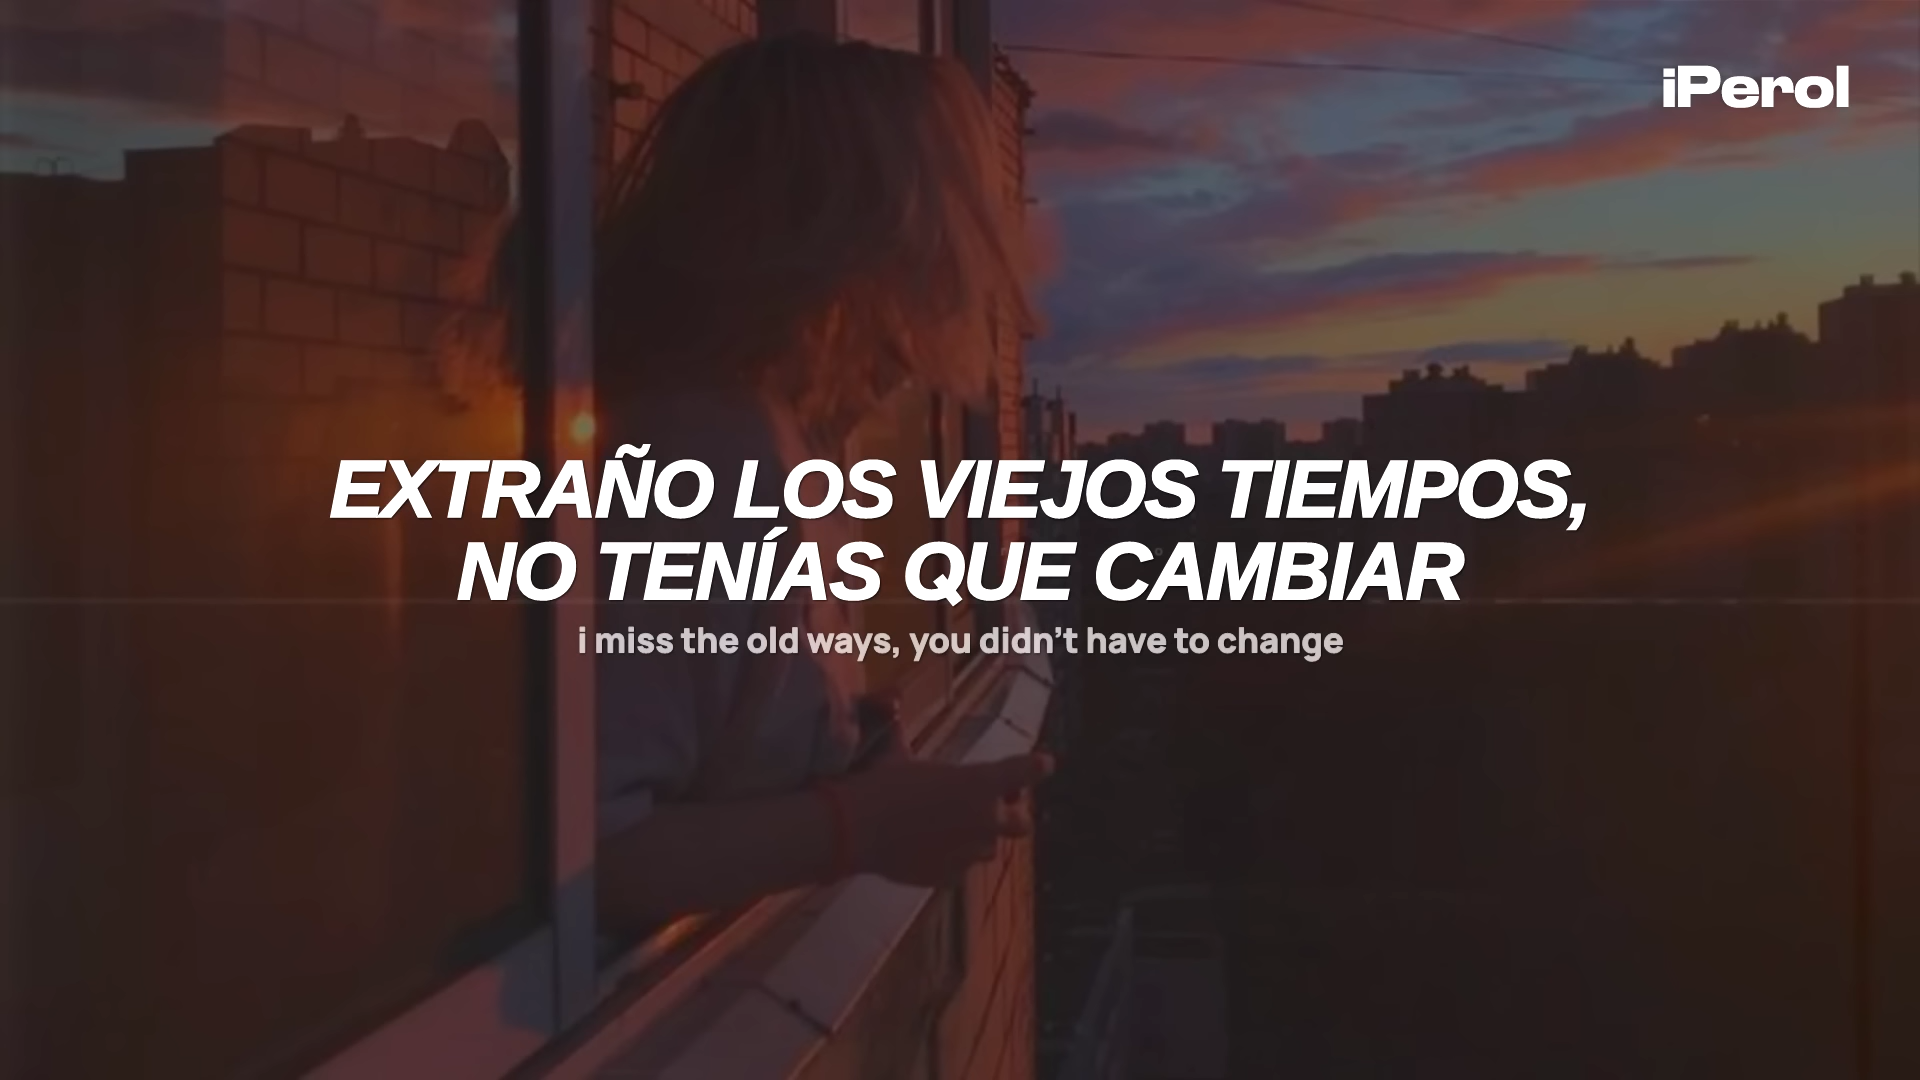 iPerol
EXTRAÑO LOS VIEJOS TIEMPOS,
NO TENÍAS QUE CAMBIAR
i miss the old ways, you didn't have to change